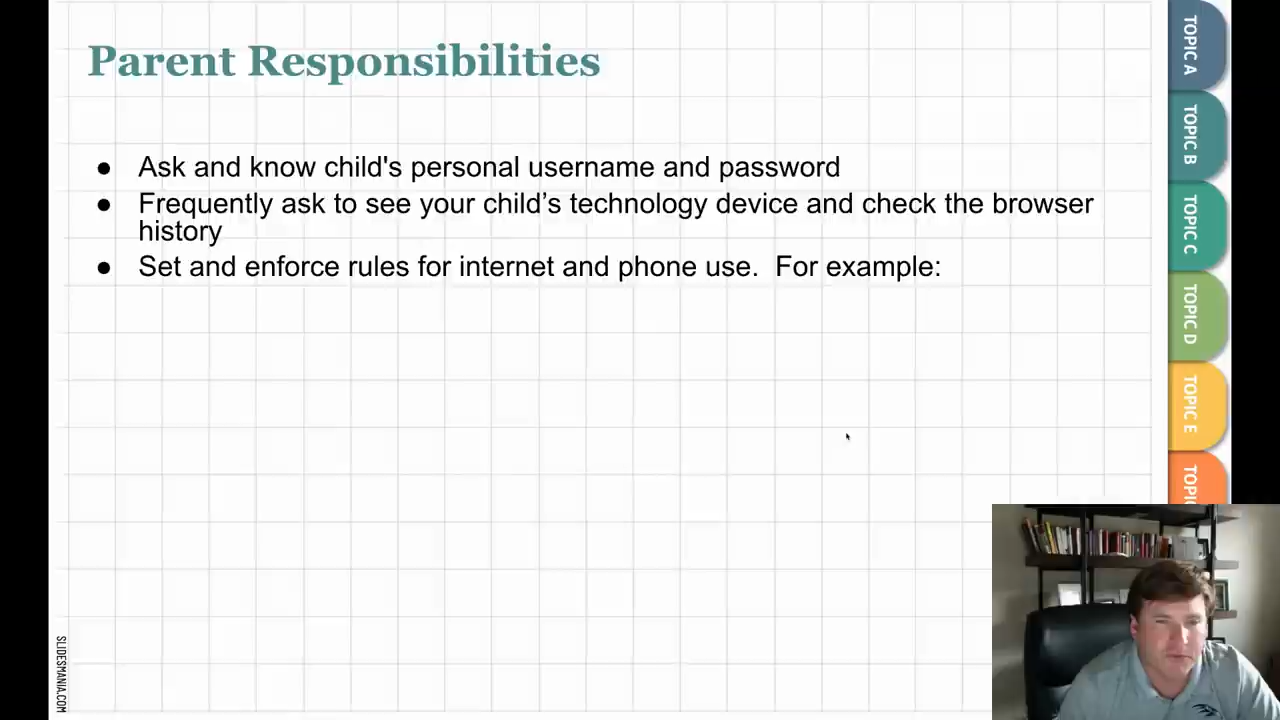 Parent Responsibilities
● Ask and know child's personal username and password
● Frequently ask to see your child’s technology device and check the browser
history
● Set and enforce rules for internet and phone use.  For example:
TOPIC A
TOPIC B
TOPIC C
TOPIC D
TOPIC E
SLIDESMANIA.COM